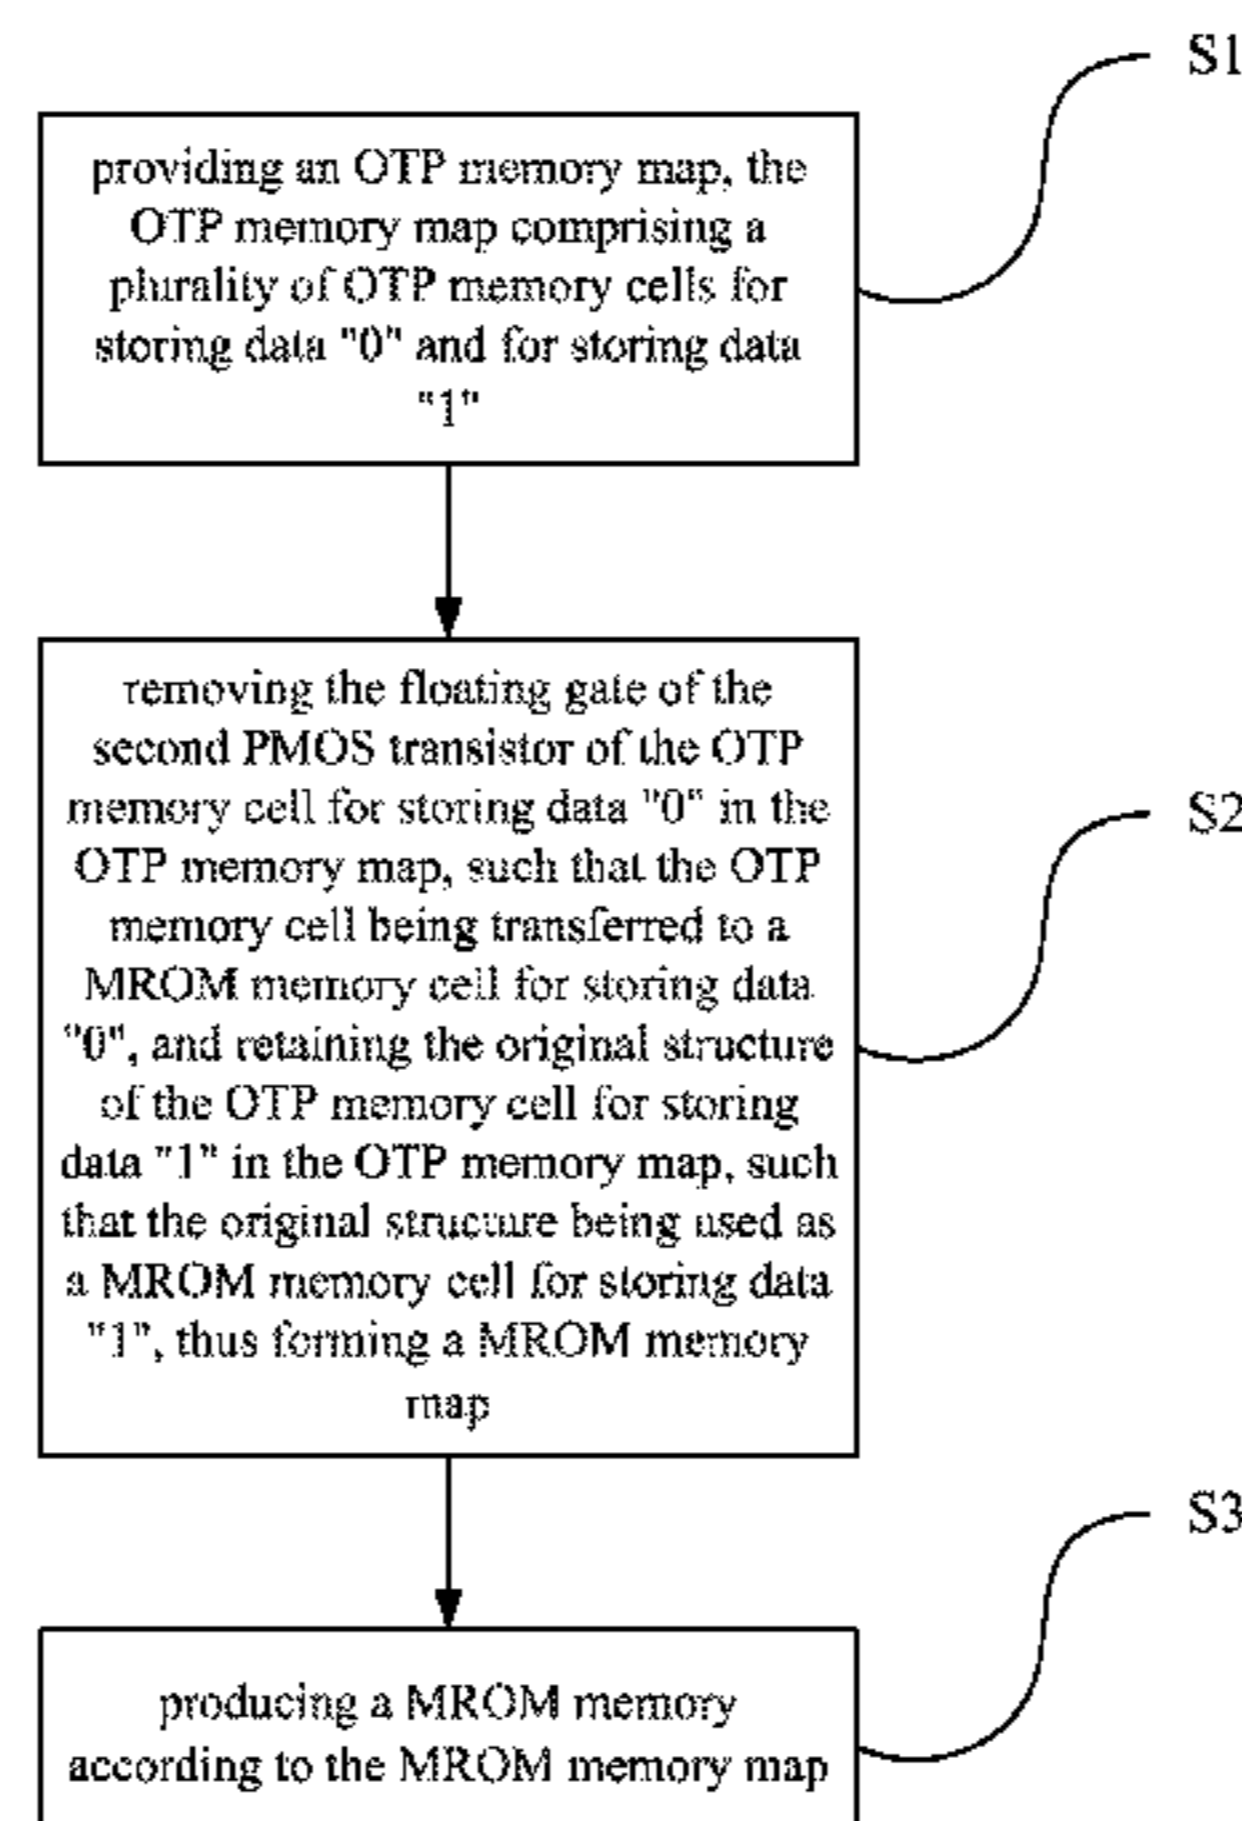 S1
providing an OTP memory map, the
OTP memory map comprising a
plurality of OTP memory cells for
storing data "0" and for storing data
"1"
removing the floating gate of the
second PMOS transistor of the OTP
memory cell for storing data "0" in the
OTP memory map, such that the OTP
memory cell being transferred to a
MROM memory cell for storing data
"0", and retaining the original structure
of the OTP memory cell for storing
data "1" in the OTP memory map, such
that the original structure being used as
a MROM memory cell for storing data
"1", thus forming a MROM memory
map
S2
producing a MROM memory
according to the MROM memory map
S3